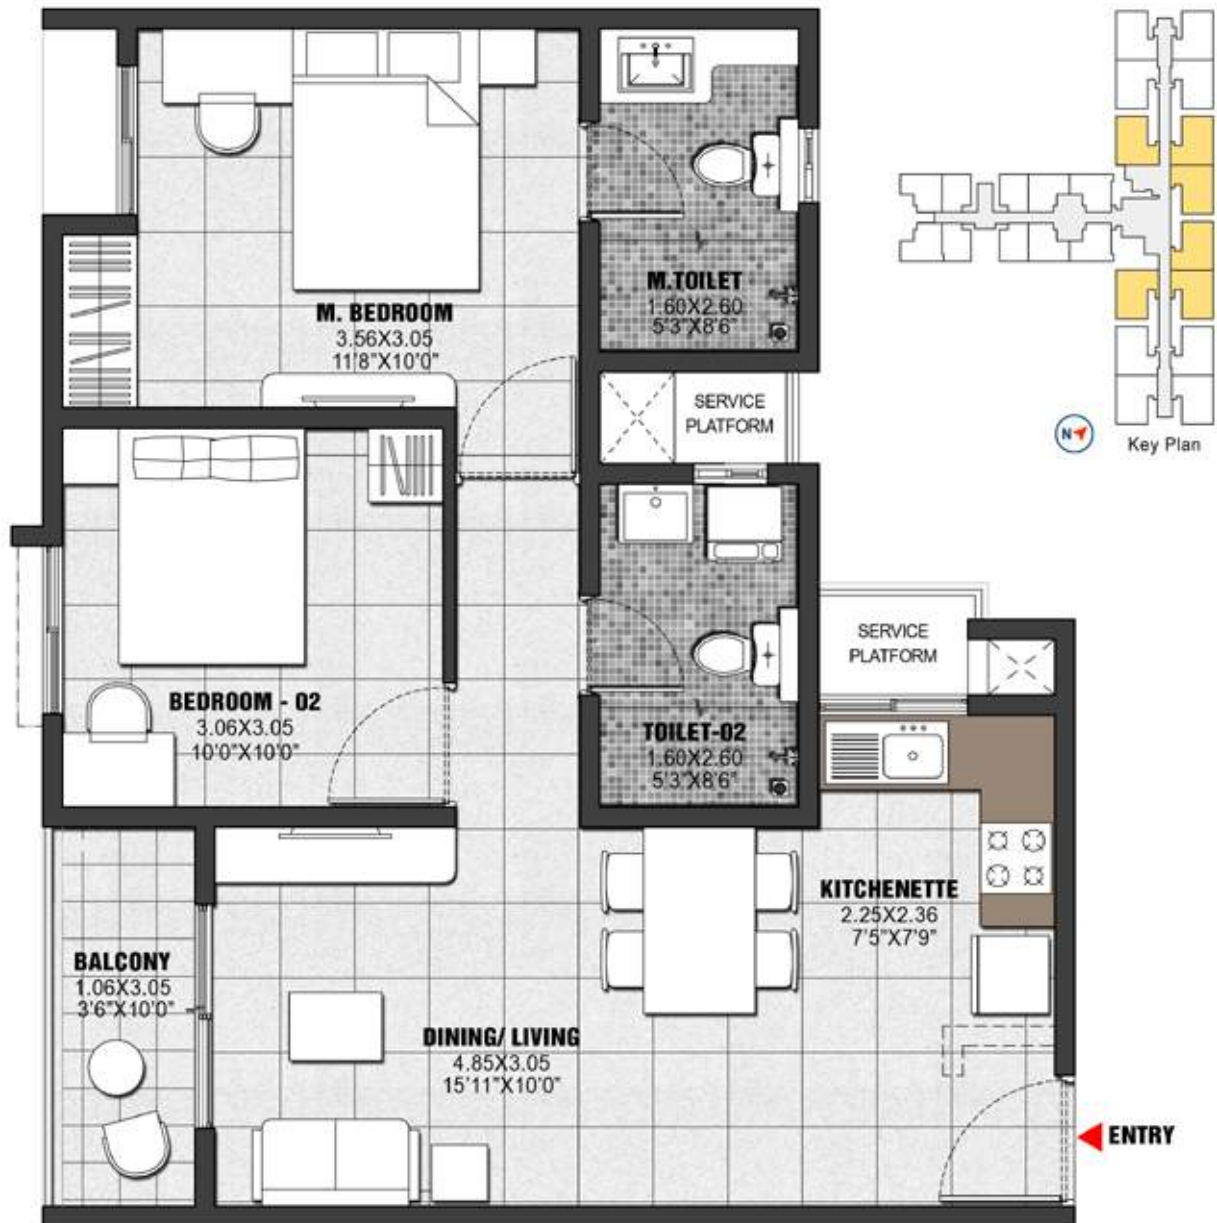 M.TOILET
1.60X2.60
5'3"X8'6"
M. BEDROOM
3.56X3.05
11'8"X10'0"
SERVICE
PLATFORM
N
Key Plan
SERVICE
PLATFORM
BEDROOM - 02
3.06X3.05
10'0"X10'0"
TOILET-02
1.60X2.60
5'3"X8'6"
KITCHENETTE
2.25X2.36
7'5"X7'9"
BALCONY
1.06X3.05
3'6"X10'0"
DINING/ LIVING
4.85X3.05
15'11"X10'0"
ENTRY